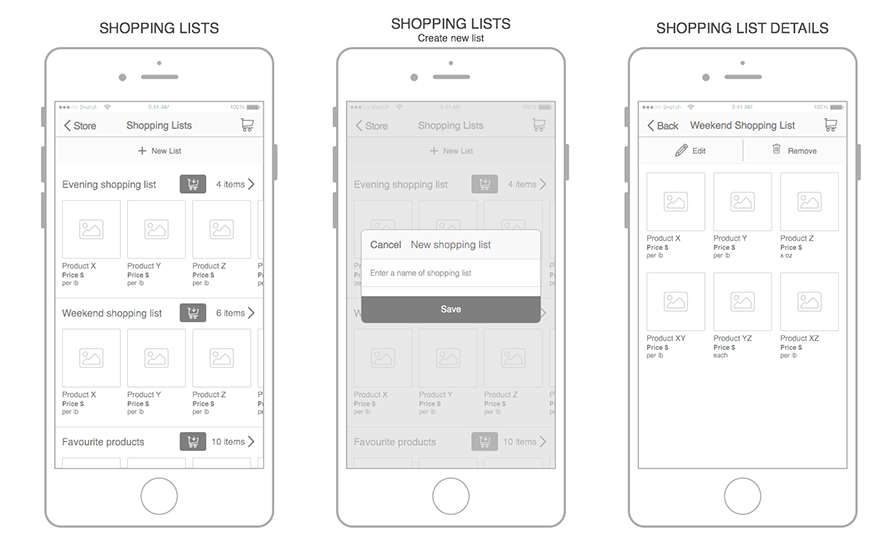 SHOPPING LISTS
9:41 AM
100%
Store
Shopping Lists
+ New List
Evening shopping list
4 items
Product X
Product Y
Product Z
Price $
Price $
Price $
per lb
per lb
per lb
Weekend shopping list
6 items
Product X
Product Y
Product Z
Price $
Price $
Price $
per lb
per lb
per lb
Favourite products
10 items
SHOPPING LISTS
Create new list
9:41 AM
100%
Store
Shopping Lists
+ New List
Evening shopping list
4 items
Cancel
New shopping list
Enter a name of shopping list
Save
W
Product X
Product Y
Product Z
Price $
Price $
Price $
per lb
per lb
per lb
Favourite products
10 items
SHOPPING LIST DETAILS
9:41 AM
100%
Back
Weekend Shopping List
Edit
Remove
Product X
Product Y
Product Z
Price $
Price $
Price $
per lb
per lb
x oz
Product XY
Product YZ
Product XZ
Price $
Price $
Price $
per lb
each
per lb